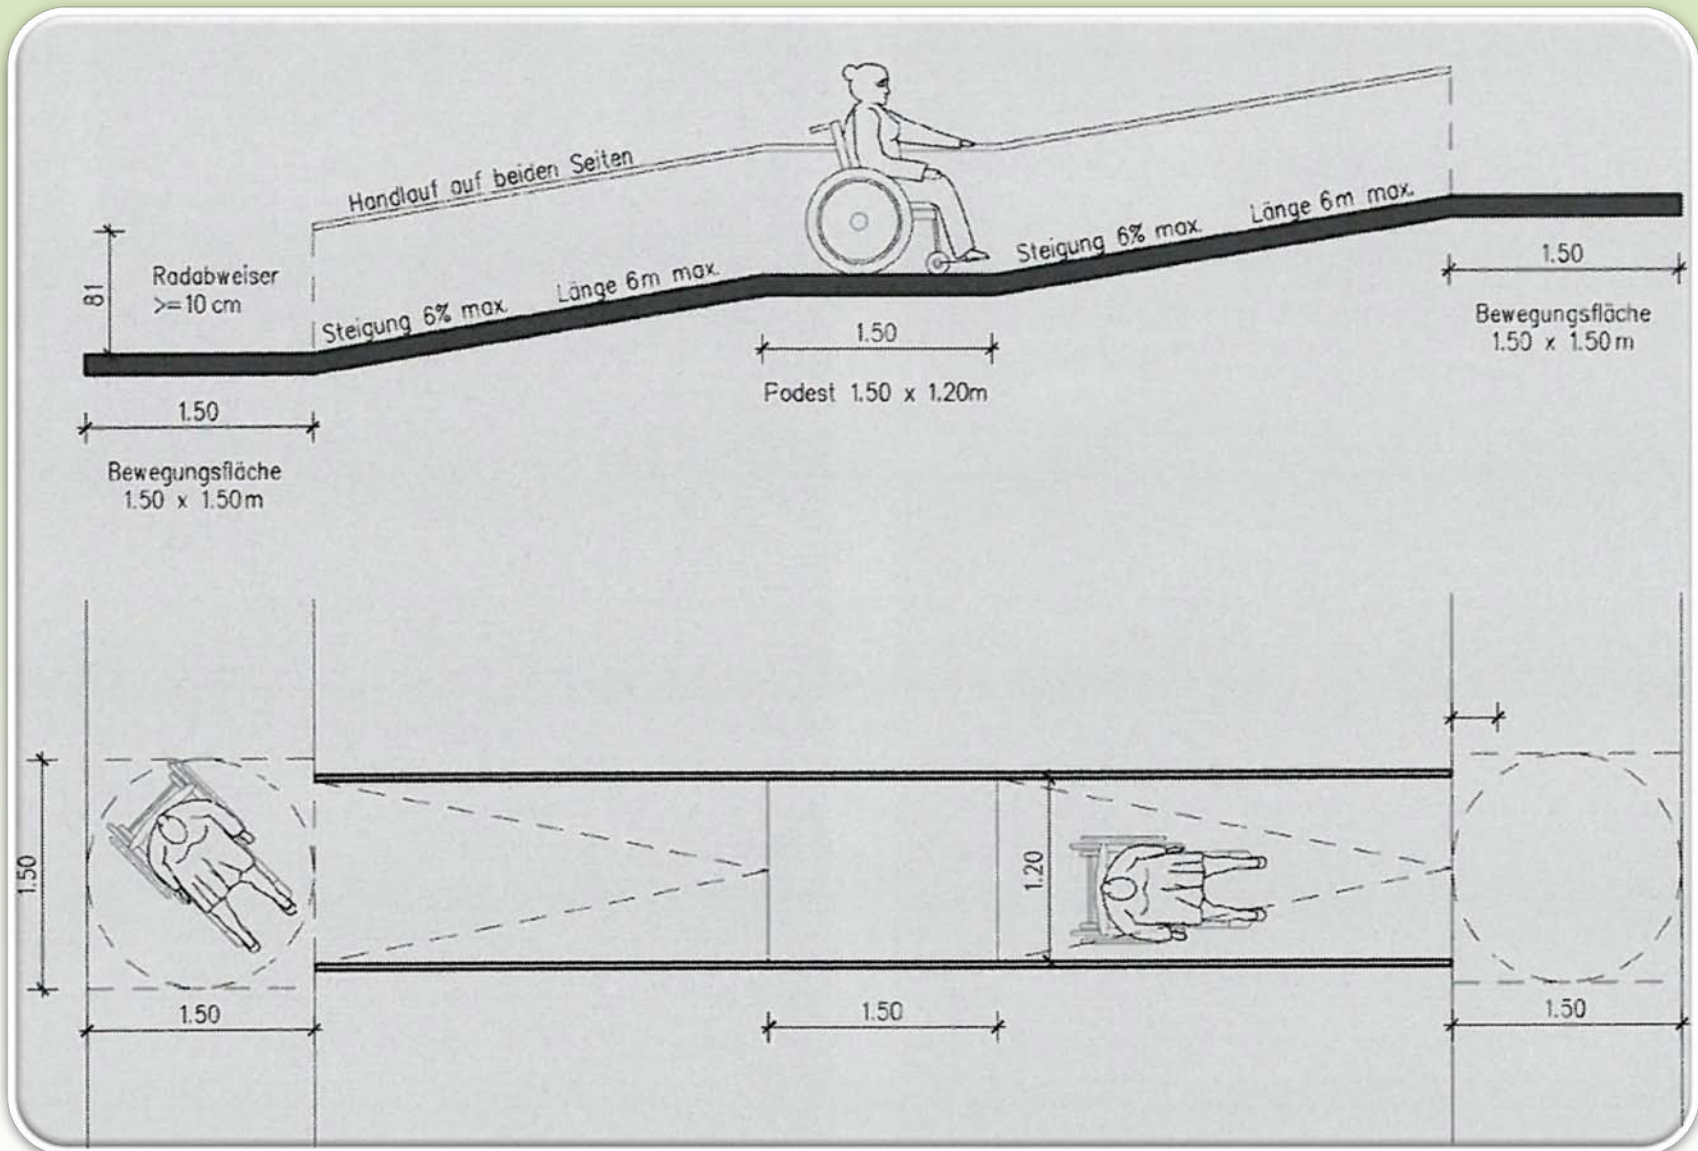 Handlauf auf beiden Seiten
81
Radabweiser
>=10 cm
Steigung 6% max.
Länge 6m max.
Steigung 6% max.
Länge 6m max.
1.50
Bewegungsfläche
1.50 x 1.50m
1.50
Podest 1.50 x 1.20m
1.50
Bewegungsfläche
1.50 x 1.50m
1.50
1.20
1.50
1.50
1.50